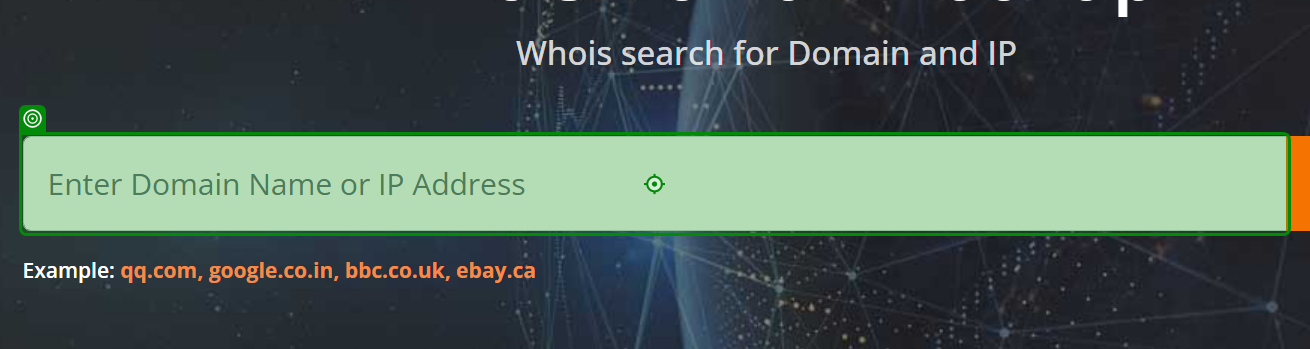 Whois search for Domain and IP
Enter Domain Name or IP Address
Example: qq.com, google.co.in, bbc.co.uk, ebay.ca